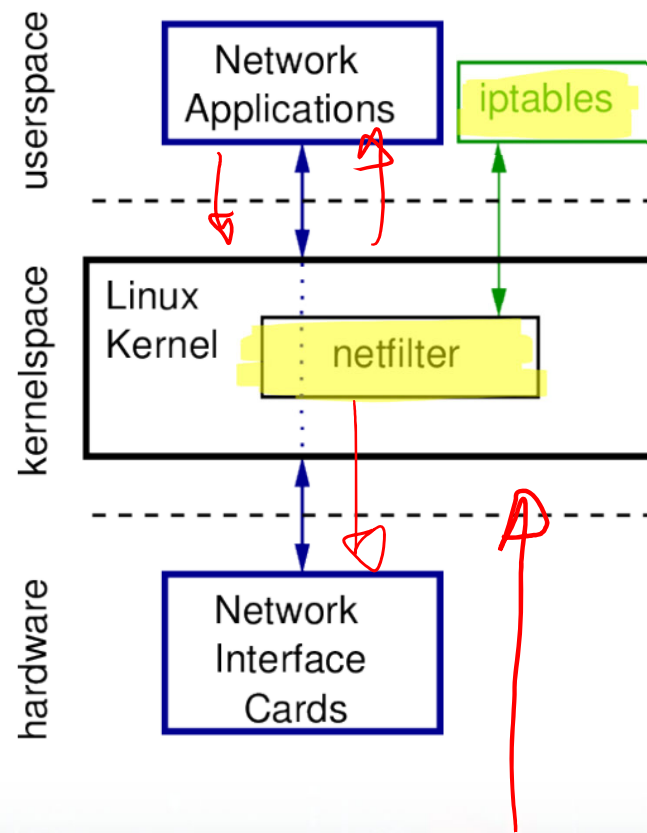 userspace
Network
Applications
iptables
kernelspace
Linux
Kernel
netfilter
hardware
Network
Interface
Cards